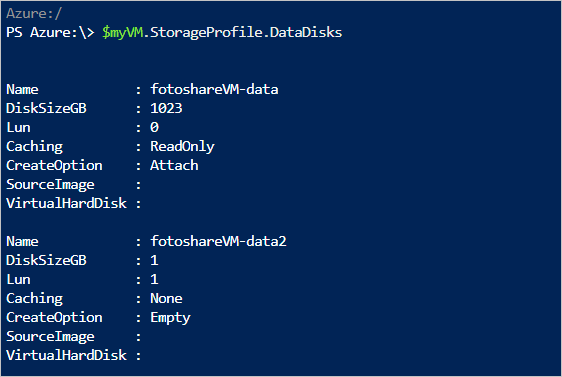 Azure:/
PS Azure:\> $myVM.StorageProfile.DataDisks
Name : fotoshareVM-data
DiskSizeGB : 1023
Lun : 0
Caching : ReadOnly
CreateOption : Attach
SourceImage :
VirtualHardDisk :
Name : fotoshareVM-data2
DiskSizeGB : 1
Lun : 1
Caching : None
CreateOption : Empty
SourceImage :
VirtualHardDisk :